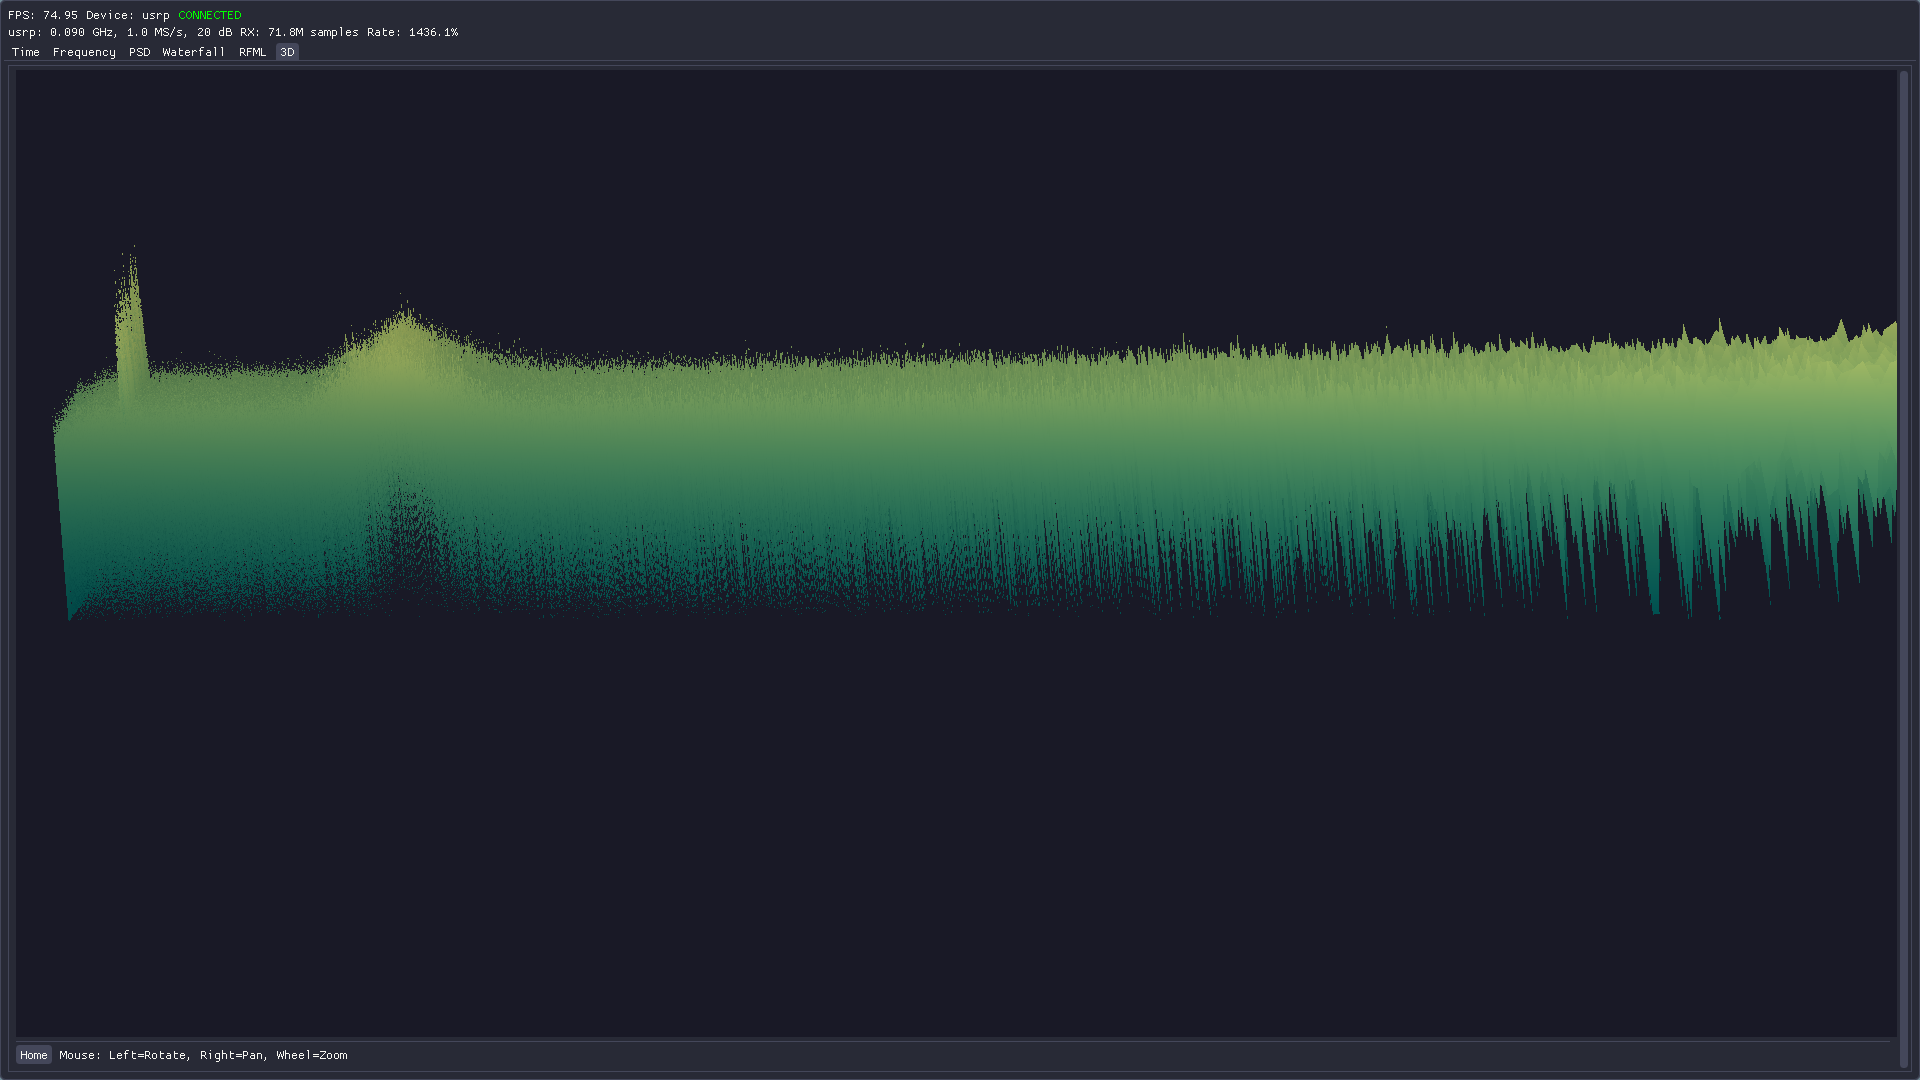 FPS: 74.95 Device: usrp CONNECTED
usrp: 0.090 GHz, 1.0 MS/s, 20 dB RX: 71.8M samples Rate: 1436.1%
Time Frequency PSD Waterfall RFML 3D
Home Mouse: Left=Rotate, Right=Pan, Wheel=Zoom